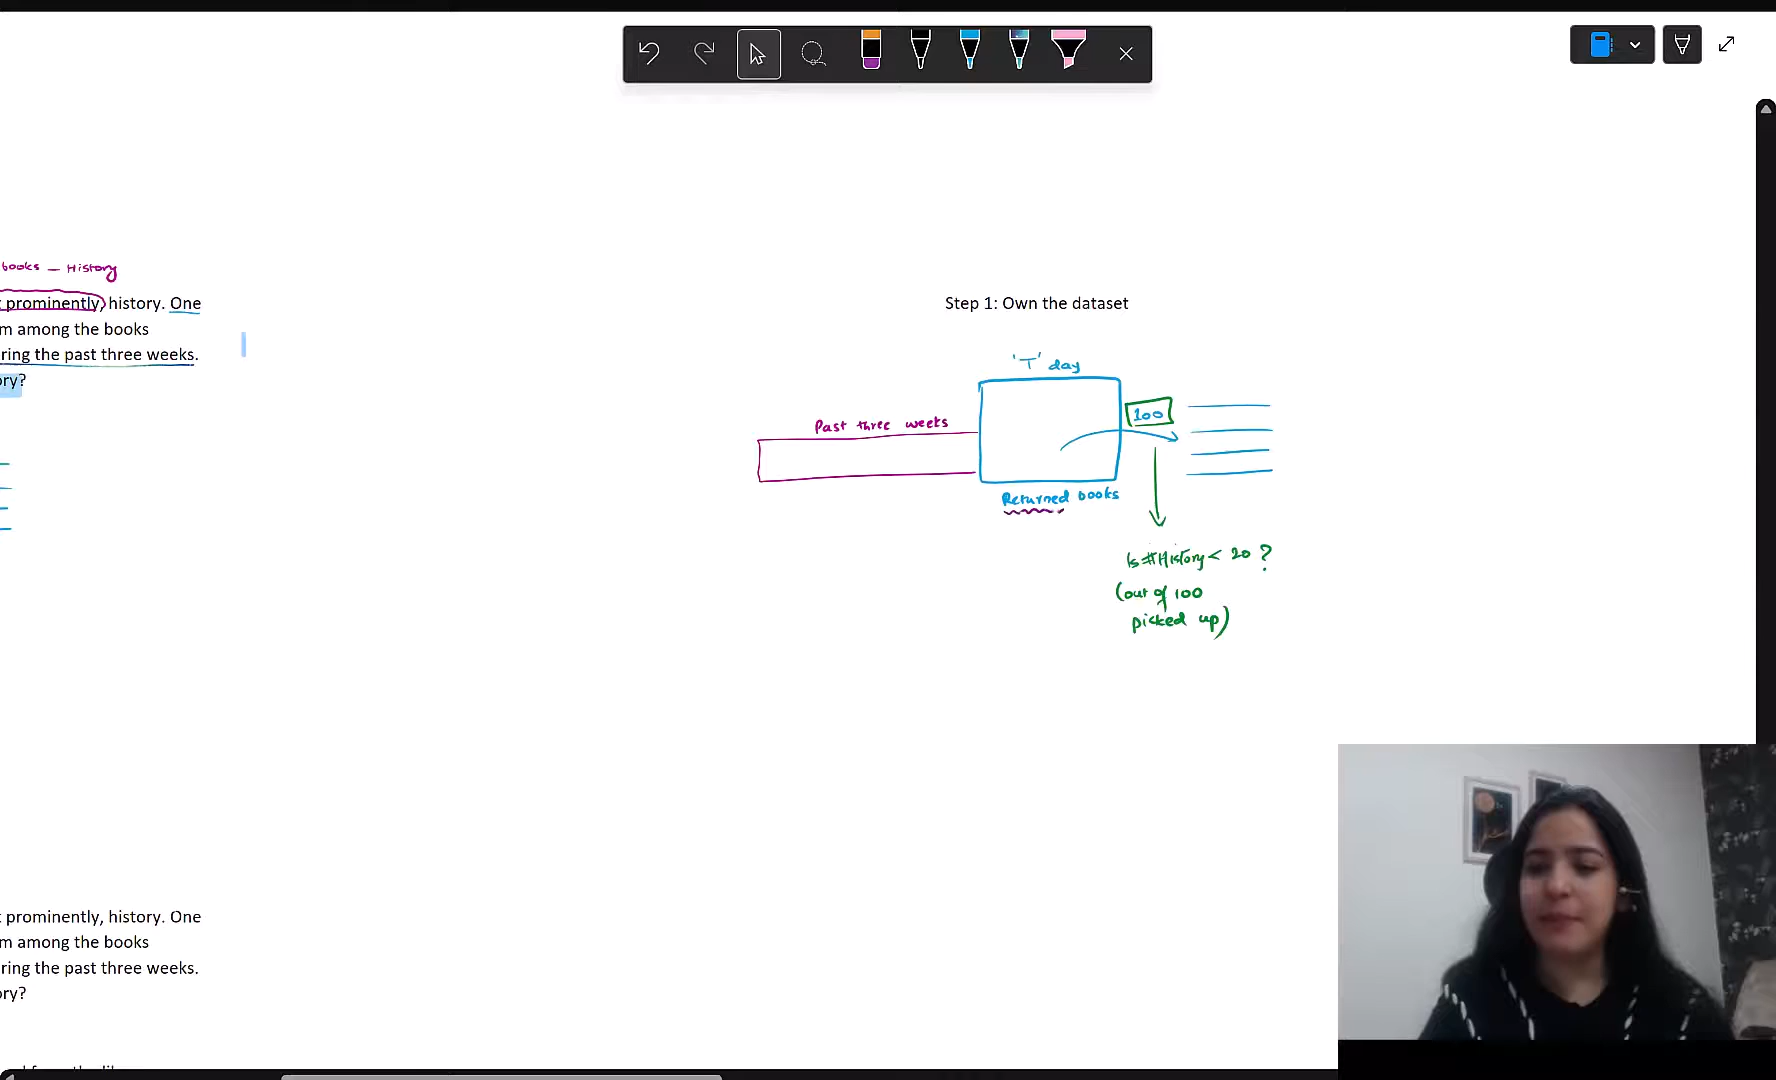 books – History
prominently, history. One
m among the books
ring the past three weeks.
ory?
Step 1: Own the dataset
'T' day
Past three weeks
100
Returned books
Is #History < 20 ?
(out of 100
picked up)
prominently, history. One
m among the books
ring the past three weeks.
ory?